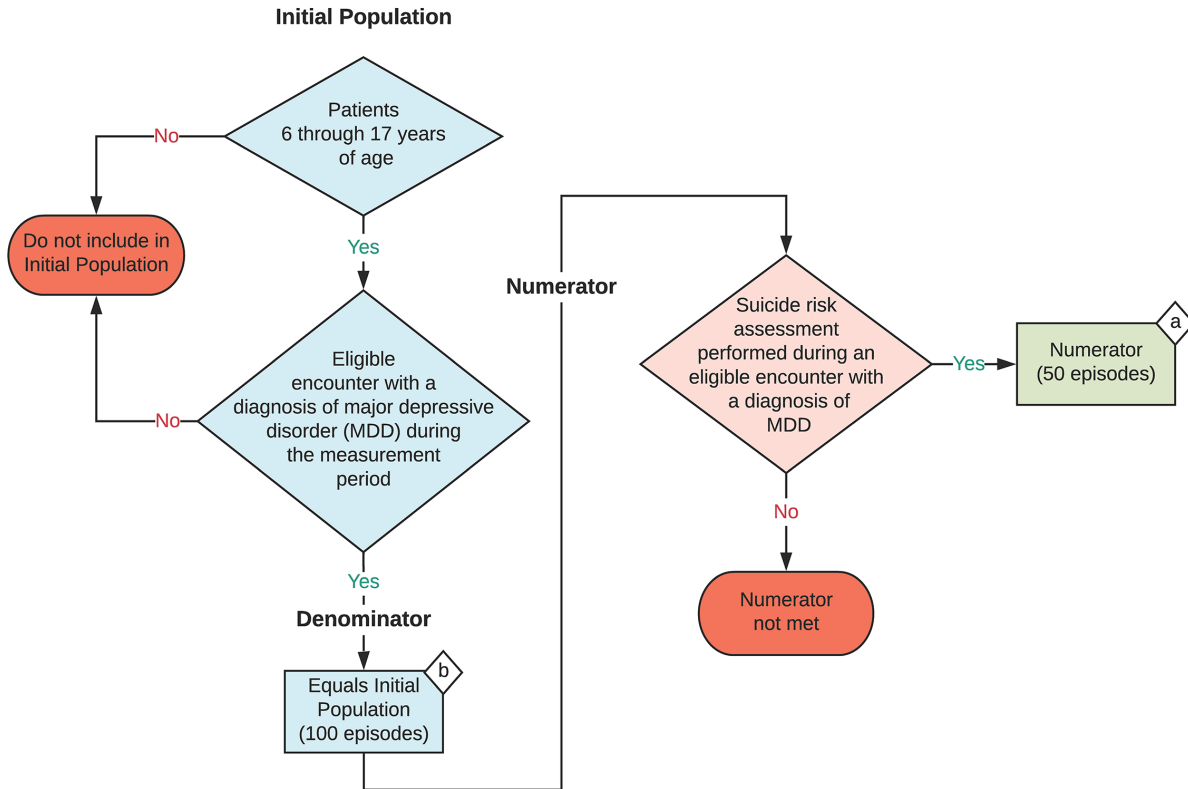 Initial Population
Patients
6 through 17 years
of age
No
Do not include in
Initial Population
Yes
Eligible
encounter with a
diagnosis of major depressive
disorder (MDD) during
the measurement
period
No
Yes
Denominator
b
Equals Initial
Population
(100 episodes)
Numerator
Suicide risk
assessment
performed during an
eligible encounter with
a diagnosis of
MDD
Yes
a
Numerator
(50 episodes)
No
Numerator
not met